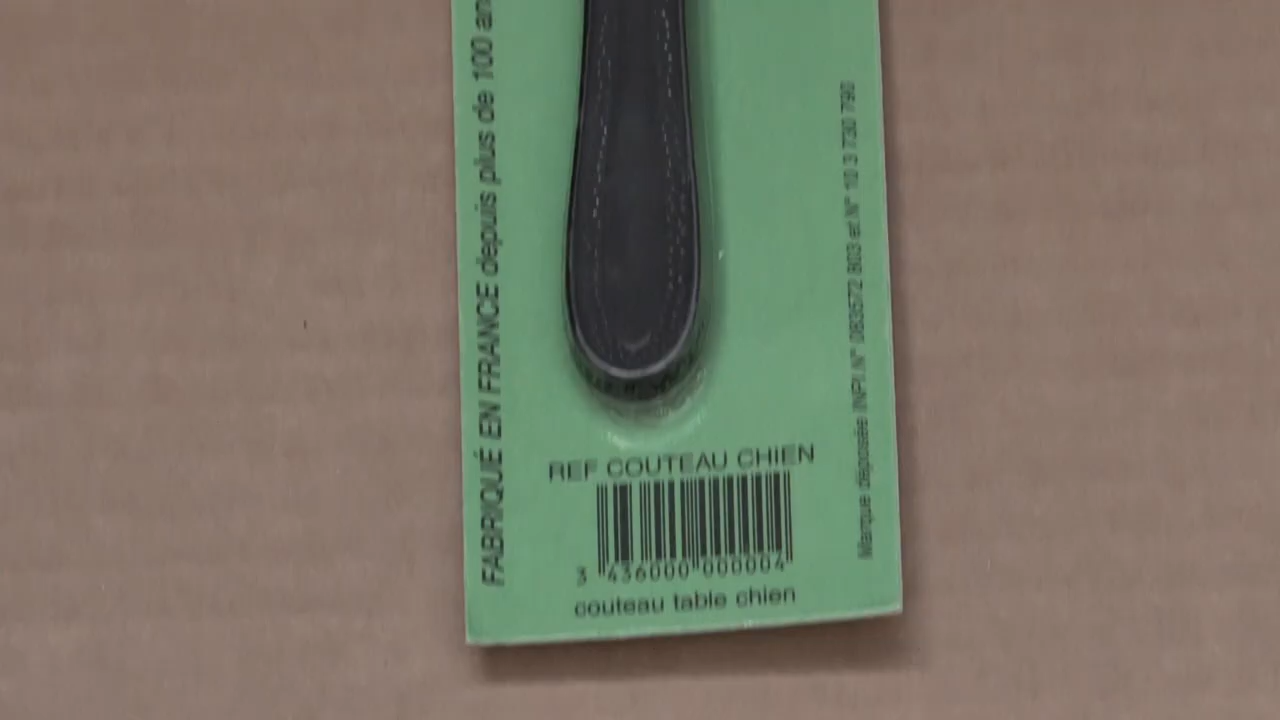 FABRIQUÉ EN FRANCE depuis plus de 100 an
Marque déposée INPI N° 083572 803 et N° 10 3 730 790
REF COUTEAU CHIEN
3 436000 000004
couteau table chien